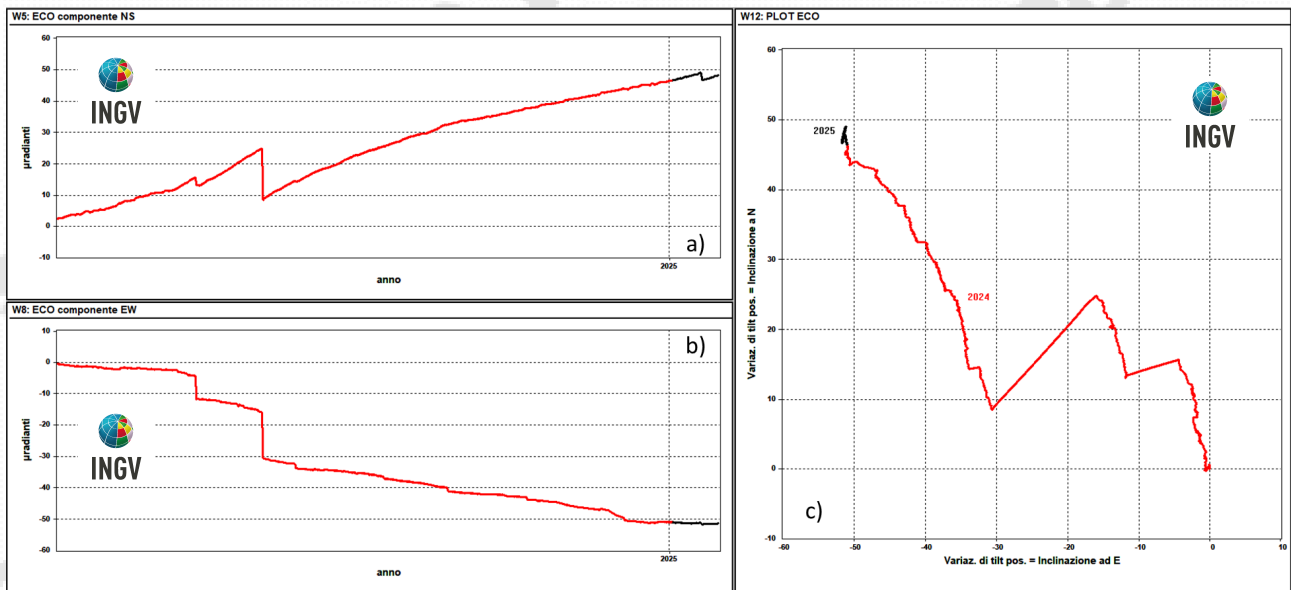 W5: ECO componente NS
60
50
40
30
20
10
0
-10
µradianti
INGV
a)
2025
anno
W8: ECO componente EW
10
0
-10
-20
-30
-40
-50
-60
µradianti
INGV
b)
2025
anno
W12: PLOT ECO
60
50
40
30
20
10
0
-10
Variaz. di tilt pos. = Inclinazione a N
INGV
2025
2024
c)
-60
-50
-40
-30
-20
-10
0
10
Variaz. di tilt pos. = Inclinazione ad E